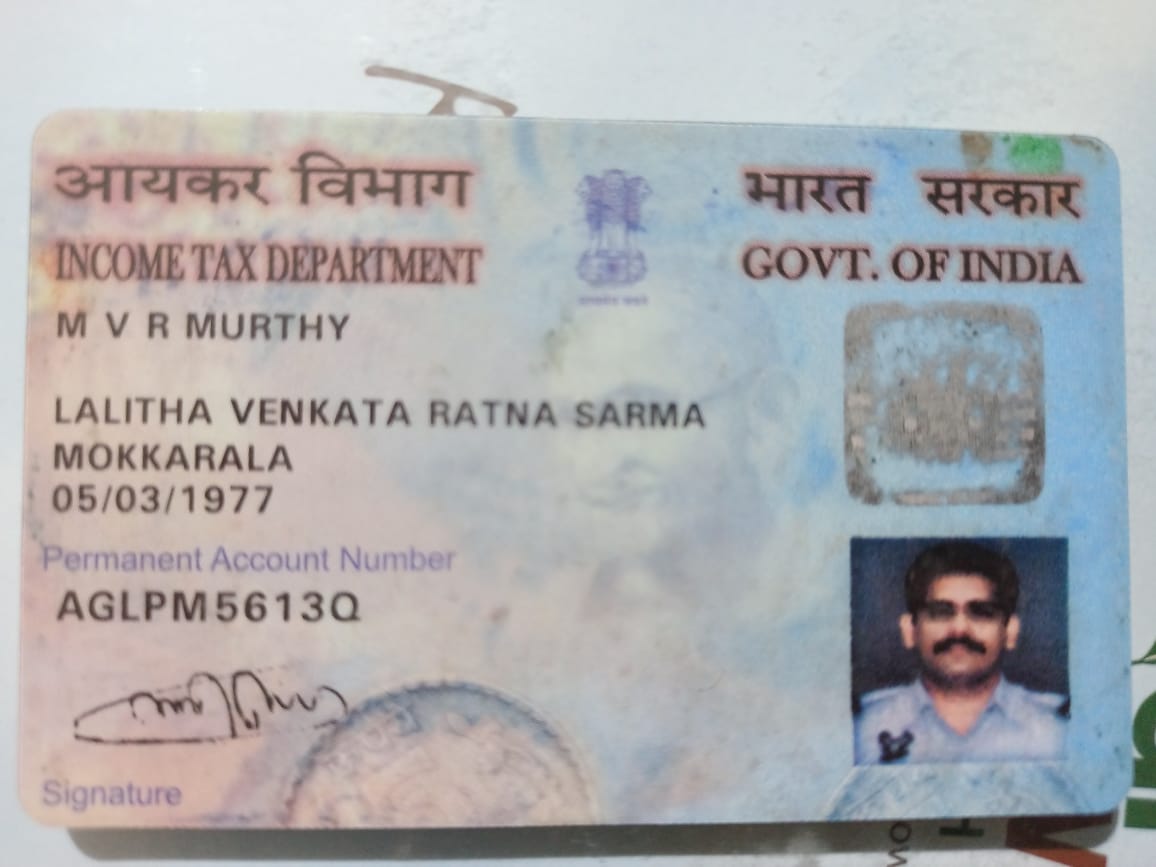 आयकर विभाग
INCOME TAX DEPARTMENT
भारत सरकार
GOVT. OF INDIA
M V R MURTHY
LALITHA VENKATA RATNA SARMA
MOKKARALA
05/03/1977
Permanent Account Number
AGLPM5613Q
Signature